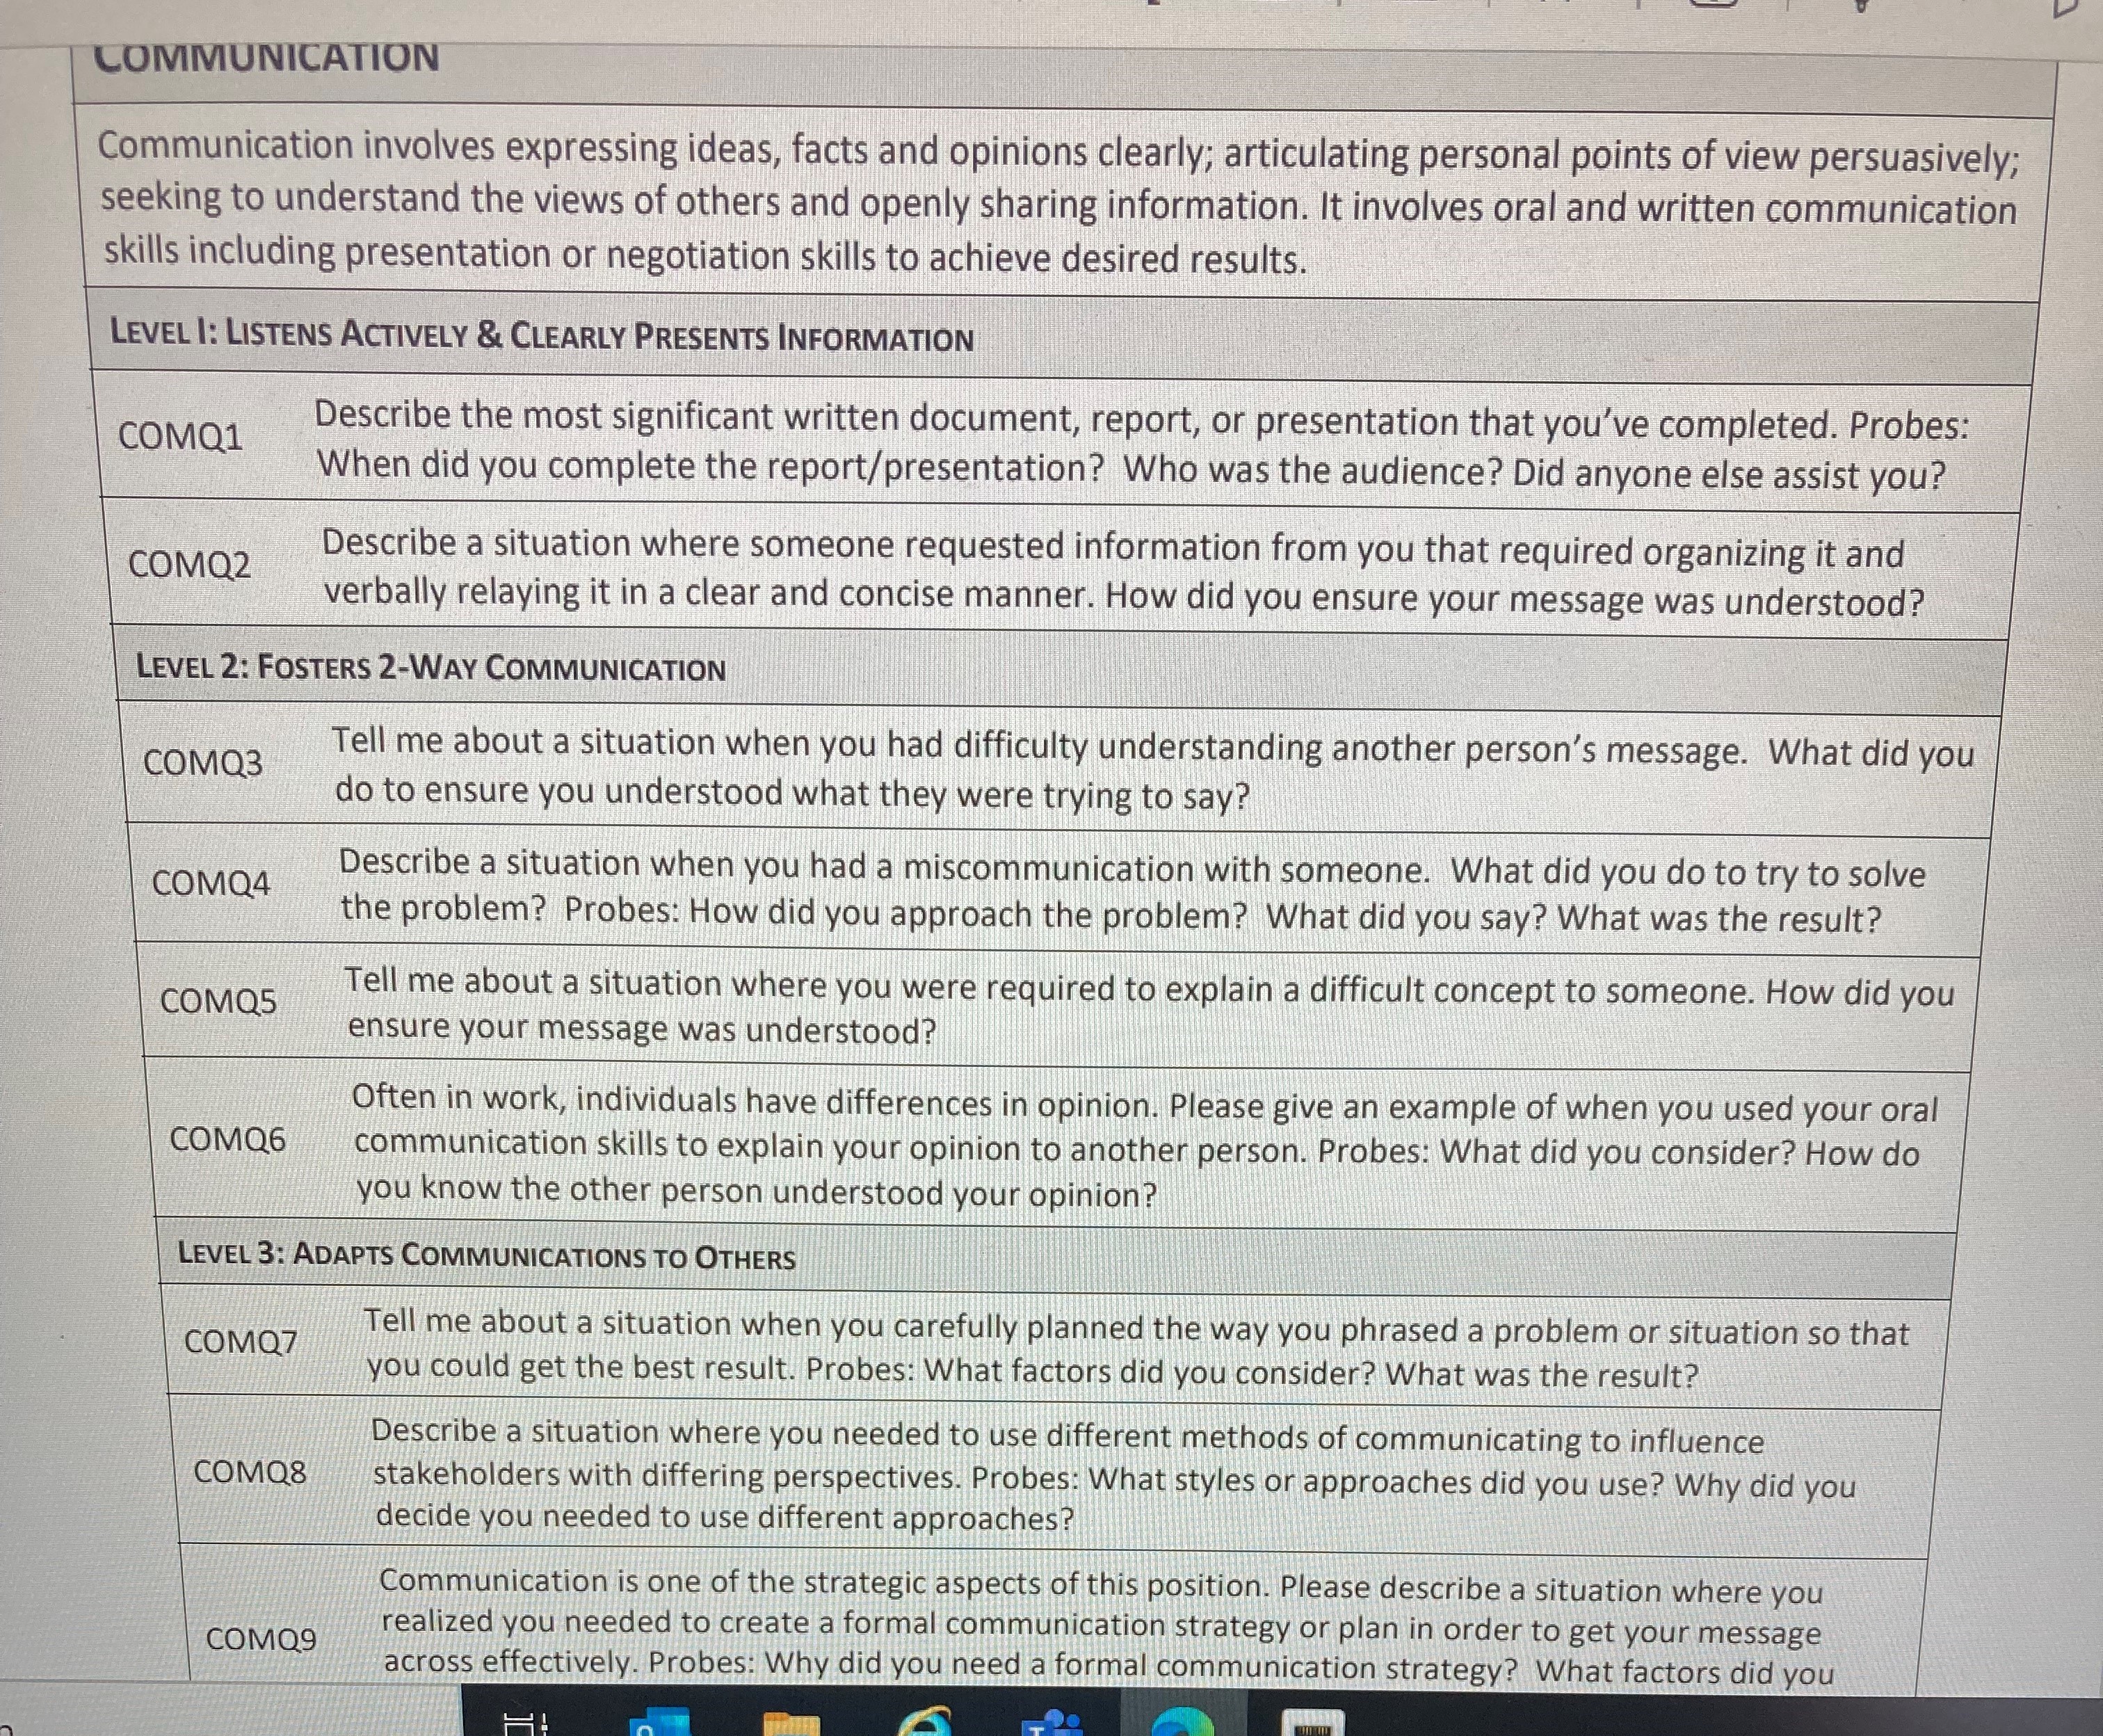 COMMUNICATION
Communication involves expressing ideas, facts and opinions clearly; articulating personal points of view persuasively;
seeking to understand the views of others and openly sharing information. It involves oral and written communication
skills including presentation or negotiation skills to achieve desired results.
LEVEL I: LISTENS ACTIVELY & CLEARLY PRESENTS INFORMATION
COMQ1
Describe the most significant written document, report, or presentation that you've completed. Probes:
When did you complete the report/presentation? Who was the audience? Did anyone else assist you?
COMQ2
Describe a situation where someone requested information from you that required organizing it and
verbally relaying it in a clear and concise manner. How did you ensure your message was understood?
LEVEL 2: FOSTERS 2-WAY COMMUNICATION
COMQ3
Tell me about a situation when you had difficulty understanding another person's message. What did you
do to ensure you understood what they were trying to say?
COMQ4
Describe a situation when you had a miscommunication with someone. What did you do to try to solve
the problem? Probes: How did you approach the problem? What did you say? What was the result?
COMQ5
Tell me about a situation where you were required to explain a difficult concept to someone. How did you
ensure your message was understood?
COMQ6
Often in work, individuals have differences in opinion. Please give an example of when you used your oral
communication skills to explain your opinion to another person. Probes: What did you consider? How do
you know the other person understood your opinion?
LEVEL 3: ADAPTS COMMUNICATIONS TO OTHERS
COMQ7
Tell me about a situation when you carefully planned the way you phrased a problem or situation so that
you could get the best result. Probes: What factors did you consider? What was the result?
COMQ8
Describe a situation where you needed to use different methods of communicating to influence
stakeholders with differing perspectives. Probes: What styles or approaches did you use? Why did you
decide you needed to use different approaches?
COMQ9
Communication is one of the strategic aspects of this position. Please describe a situation where you
realized you needed to create a formal communication strategy or plan in order to get your message
across effectively. Probes: Why did you need a formal communication strategy? What factors did you